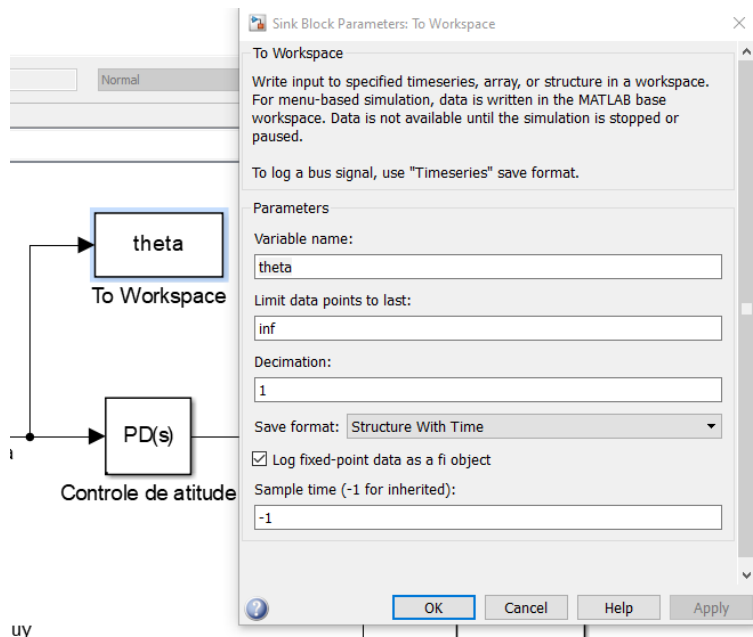 Sink Block Parameters: To Workspace
Normal
To Workspace
Write input to specified timeseries, array, or structure in a workspace.
For menu-based simulation, data is written in the MATLAB base
workspace. Data is not available until the simulation is stopped or
paused.
To log a bus signal, use "Timeseries" save format.
Parameters
Variable name:
theta
Limit data points to last:
inf
Decimation:
1
Save format: Structure With Time
Log fixed-point data as a fi object
Sample time (-1 for inherited):
-1
OK Cancel Help Apply
theta
To Workspace
PD(s)
Controle de atitude
uy